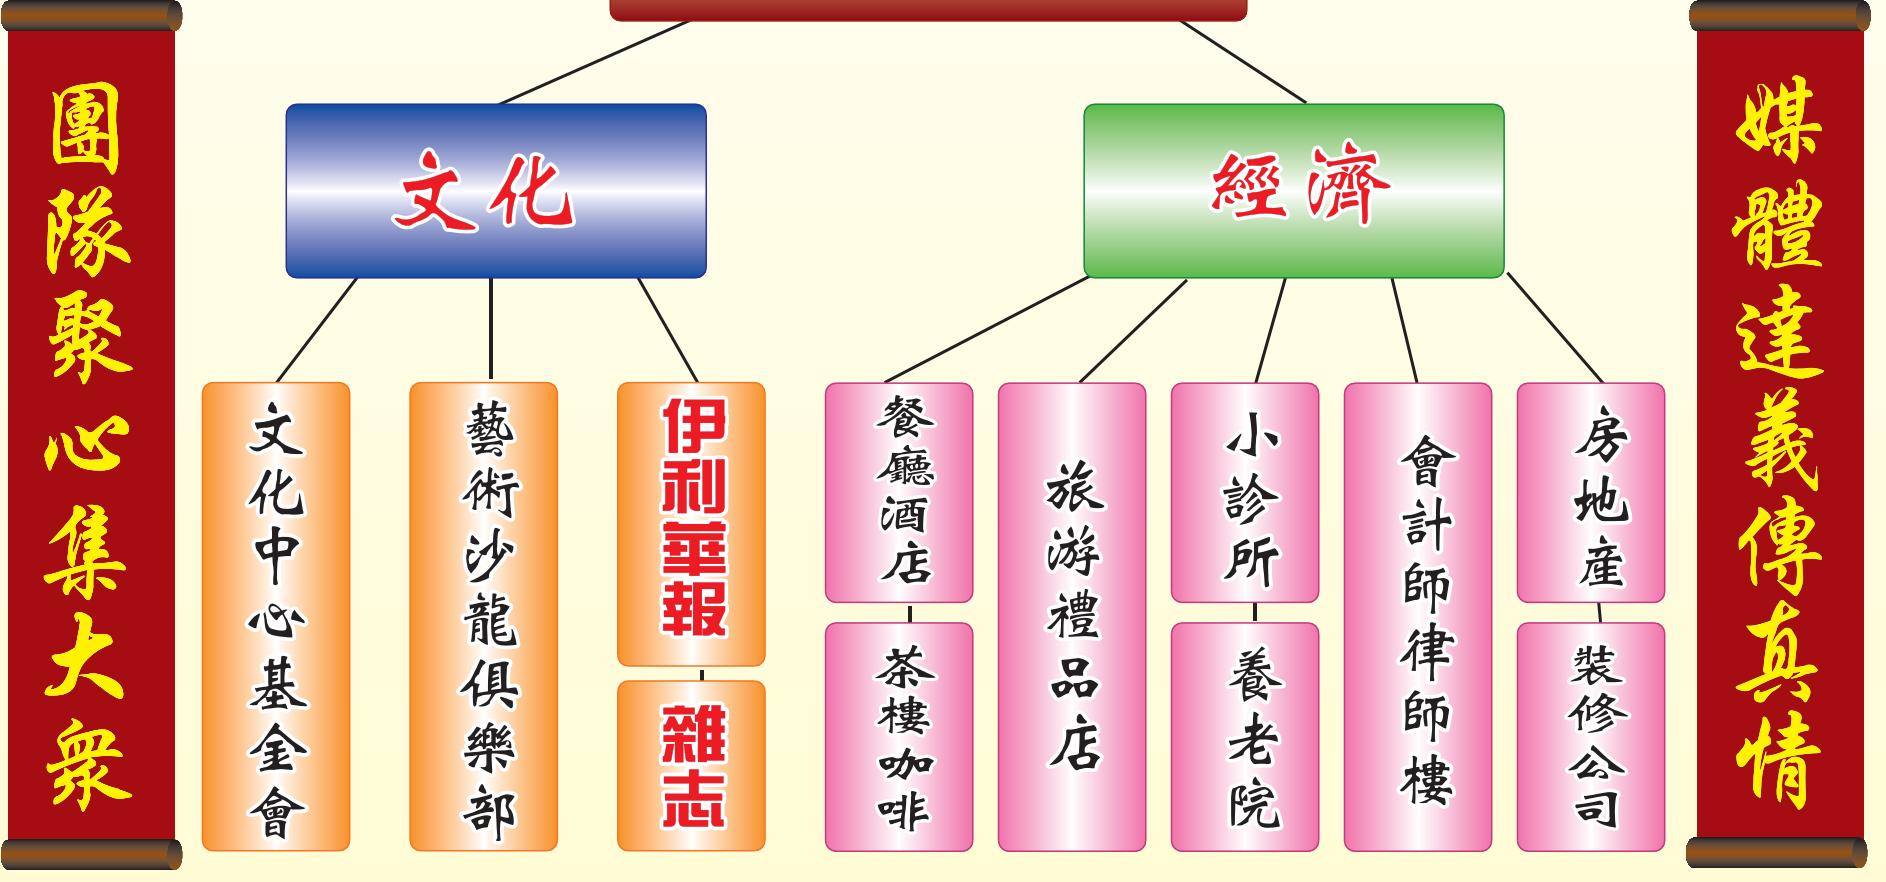 團隊聚心集大衆
文化
經濟
媒體達義傳真情
文化中心基金會
藝術沙龍俱樂部
伊利華報
雜志
餐廳酒店
茶樓咖啡
旅游禮品店
小診所
養老院
會計師律師樓
房地産
裝修公司